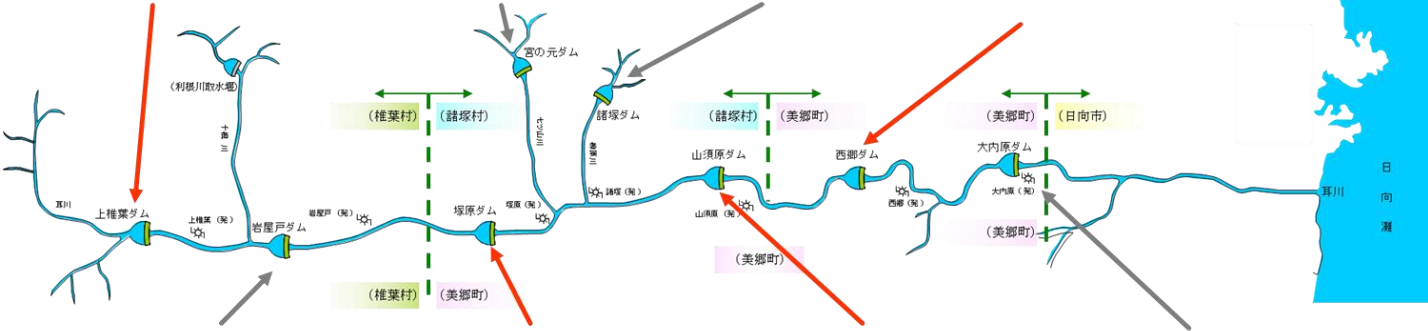 宮の元ダム
(利根川取水堰)
諸塚ダム
(椎葉村)
(諸塚村)
(諸塚村)
(美郷町)
(美郷町)
(日向市)
十根川
七ツ山川
山須原ダム
西郷ダム
大内原ダム
日向灘
耳川
上椎葉ダム
上椎葉(発)
岩屋戸ダム
岩屋戸(発)
塚原ダム
塚原(発)
諸塚(発)
山須原(発)
西郷(発)
大内原(発)
耳川
(美郷町)
(美郷町)
(椎葉村)
(美郷町)